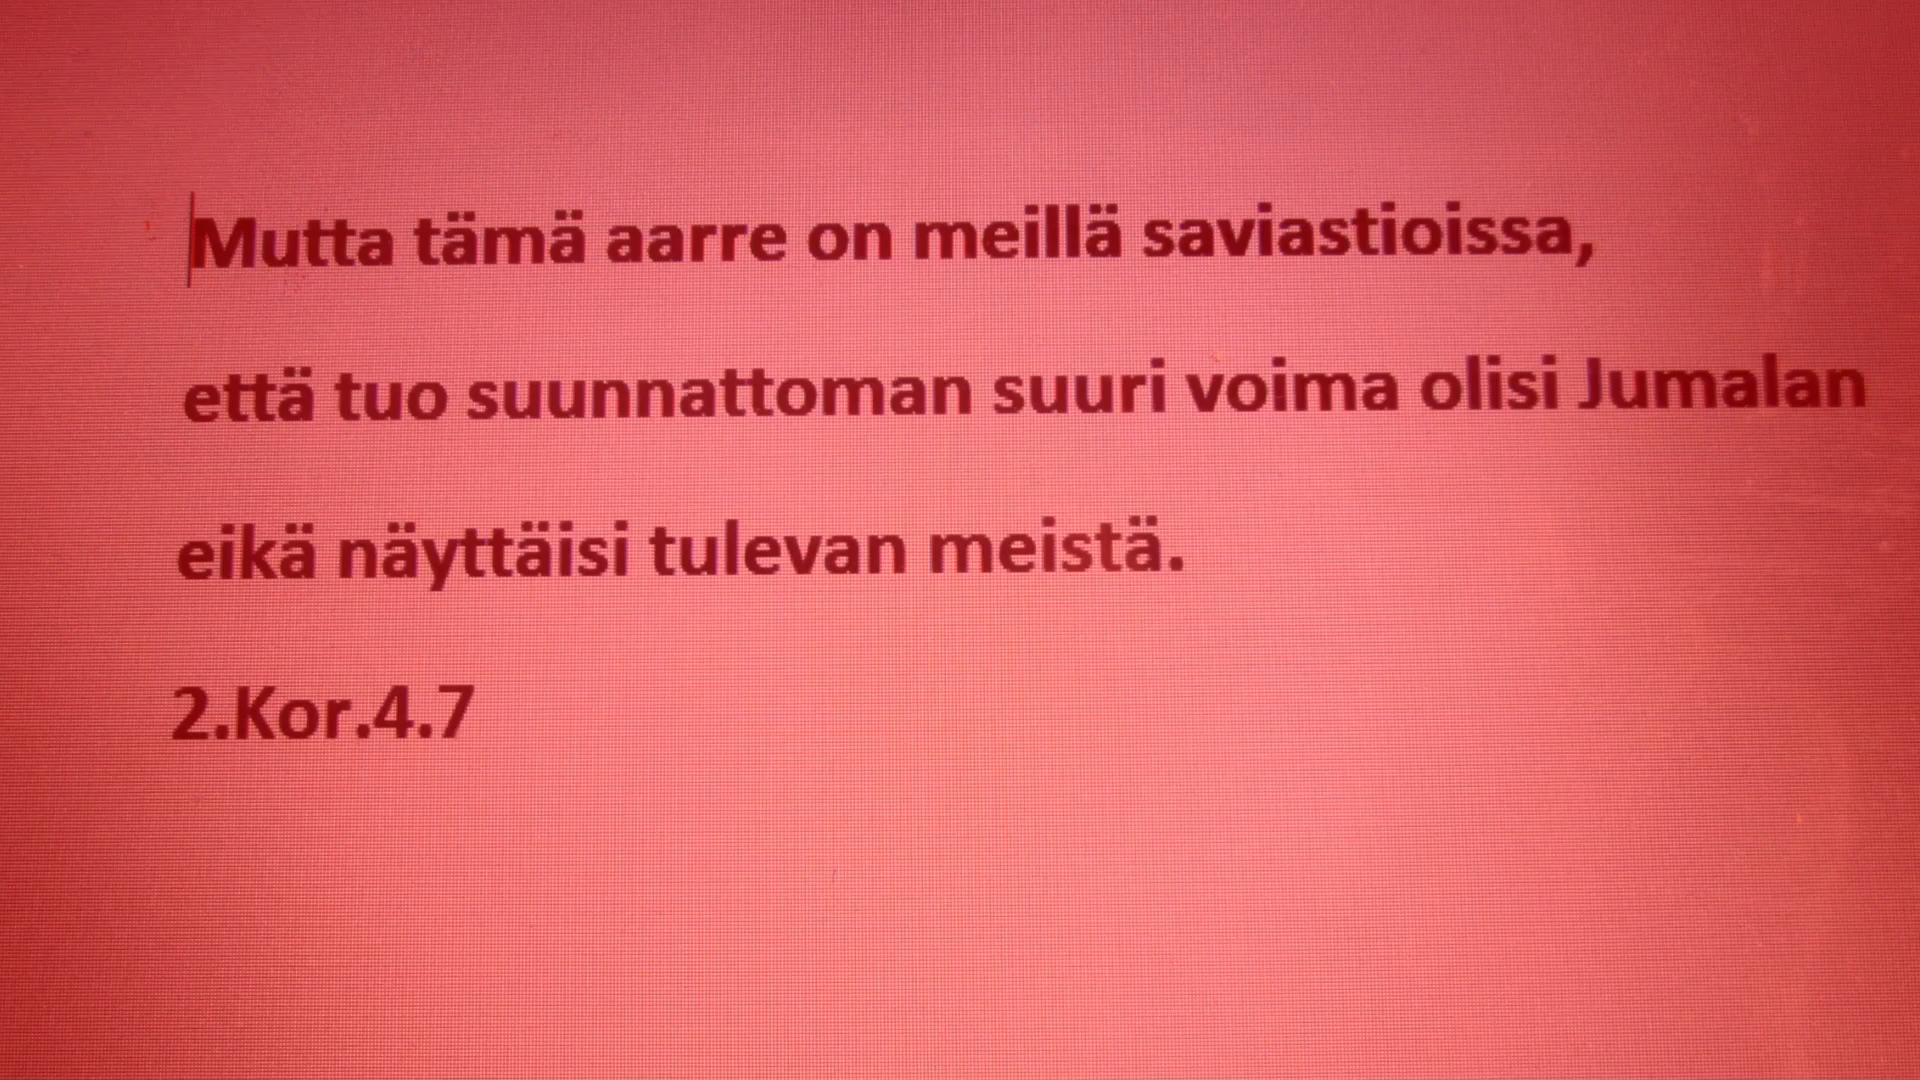 Mutta tämä aarre on meillä saviastioissa,
että tuo suunnattoman suuri voima olisi Jumalan
eikä näyttäisi tulevan meistä.
2.Kor.4.7